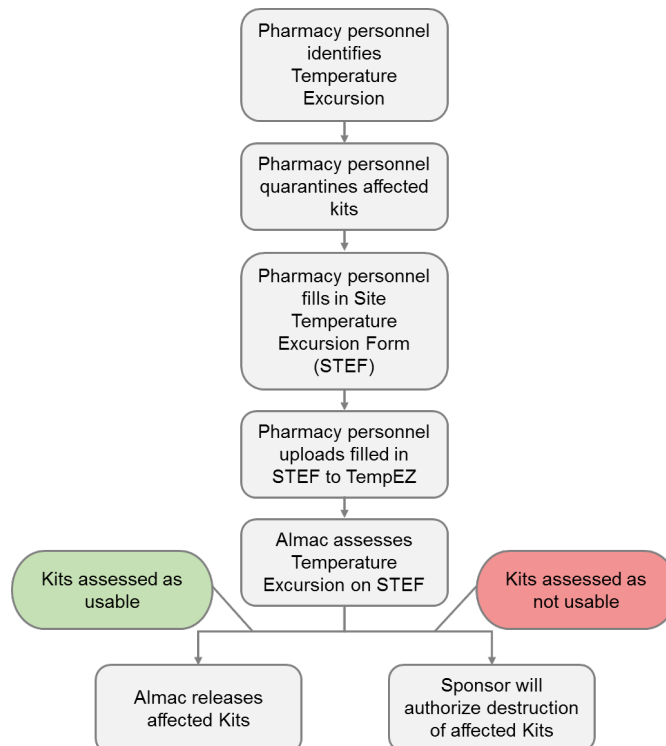 Pharmacy personnel
identifies
Temperature
Excursion
Pharmacy personnel
quarantines affected
kits
Pharmacy personnel
fills in Site
Temperature
Excursion Form
(STEF)
Pharmacy personnel
uploads filled in
STEF to TempEZ
Almac assesses
Temperature
Excursion on STEF
Kits assessed as
usable
Kits assessed as
not usable
Almac releases
affected Kits
Sponsor will
authorize destruction
of affected Kits